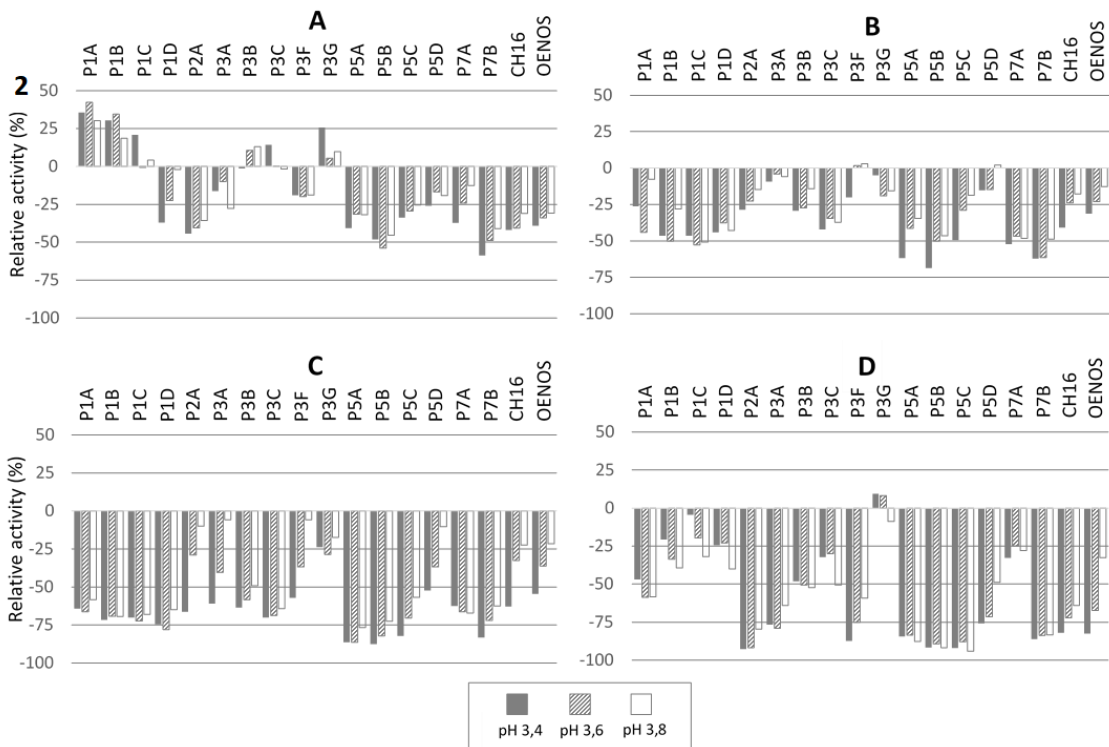 A
P1A P1B P1C P1D P2A P3A P3B P3C P3F P3G P5A P5B P5C P5D P7A P7B CH16 OENOS
2
Relative activity (%)
50
25
0
-25
-50
-75
-100
B
P1A P1B P1C P1D P2A P3A P3B P3C P3F P3G P5A P5B P5C P5D P7A P7B CH16 OENOS
50
25
0
-25
-50
-75
-100
C
P1A P1B P1C P1D P2A P3A P3B P3C P3F P3G P5A P5B P5C P5D P7A P7B CH16 OENOS
Relative activity (%)
50
25
0
-25
-50
-75
-100
D
P1A P1B P1C P1D P2A P3A P3B P3C P3F P3G P5A P5B P5C P5D P7A P7B CH16 OENOS
50
25
0
-25
-50
-75
-100
pH 3,4 pH 3,6 pH 3,8